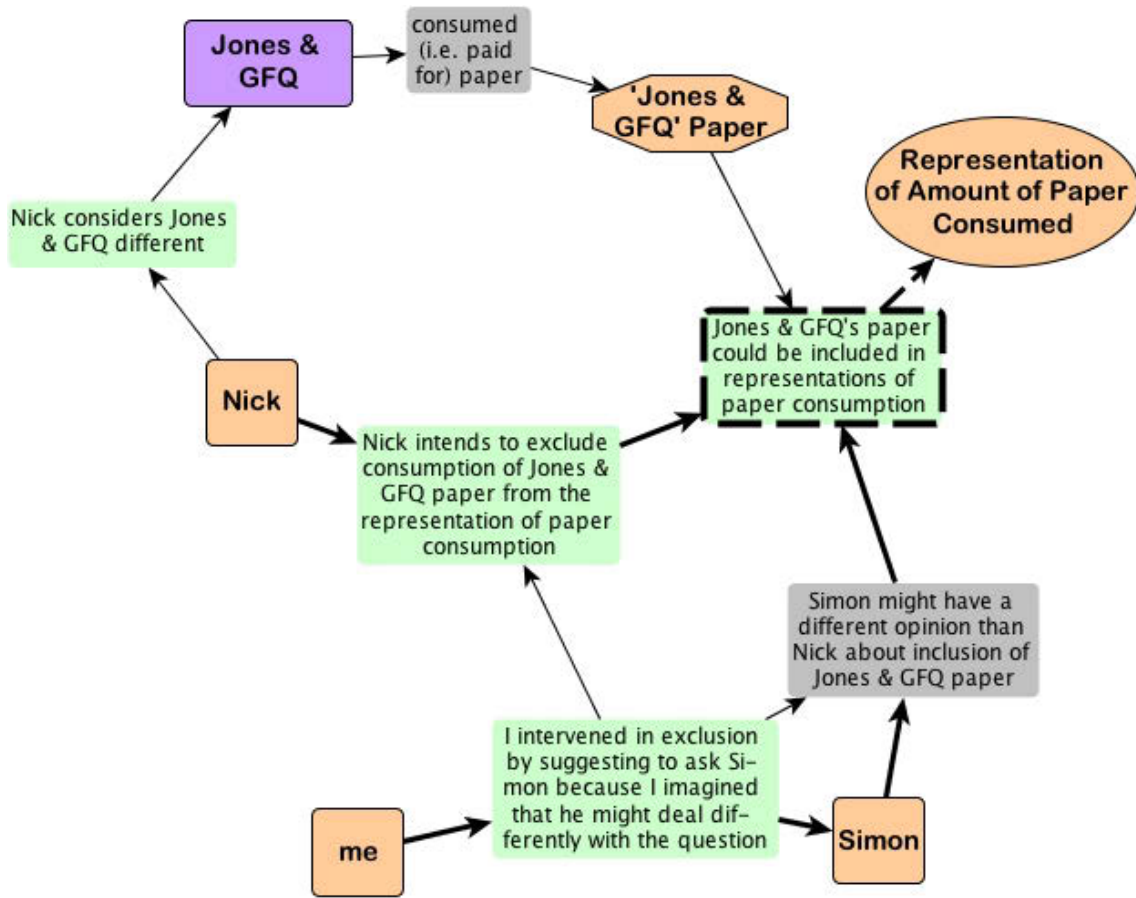 Jones &
GFQ
consumed
(i.e. paid
for) paper
'Jones &
GFQ' Paper
Representation
of Amount of Paper
Consumed
Nick considers Jones
& GFQ different
Jones & GFQ's paper
could be included in
representations of
paper consumption
Nick
Nick intends to exclude
consumption of Jones &
GFQ paper from the
representation of paper
consumption
Simon might have a
different opinion than
Nick about inclusion of
Jones & GFQ paper
I intervened in exclusion
by suggesting to ask Si-
mon because I imagined
that he might deal dif-
ferently with the question
me
Simon